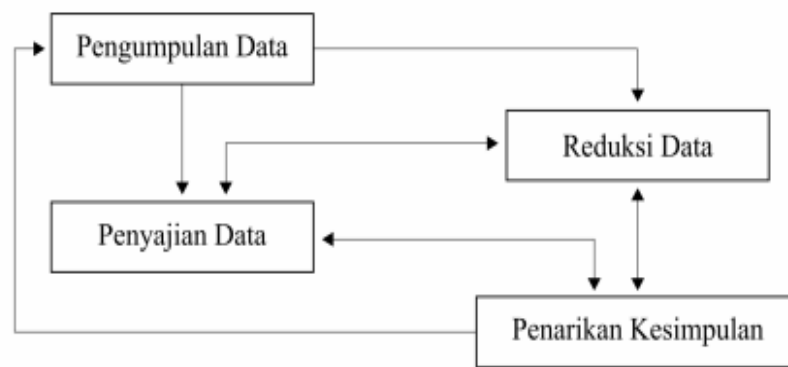 Pengumpulan Data
Reduksi Data
Penyajian Data
Penarikan Kesimpulan